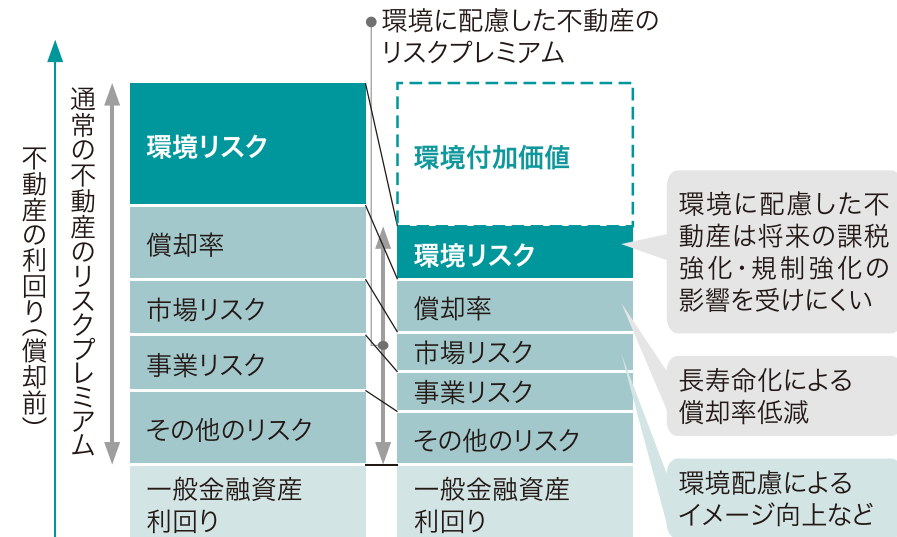 環境に配慮した不動産の
リスクプレミアム
不動産の利回り(償却前)
通常の不動産のリスクプレミアム
環境リスク
償却率
市場リスク
事業リスク
その他のリスク
一般金融資産
利回り
環境付加価値
環境リスク
償却率
市場リスク
事業リスク
その他のリスク
一般金融資産
利回り
環境に配慮した不
動産は将来の課税
強化・規制強化の
影響を受けにくい
長寿命化による
償却率低減
環境配慮による
イメージ向上など